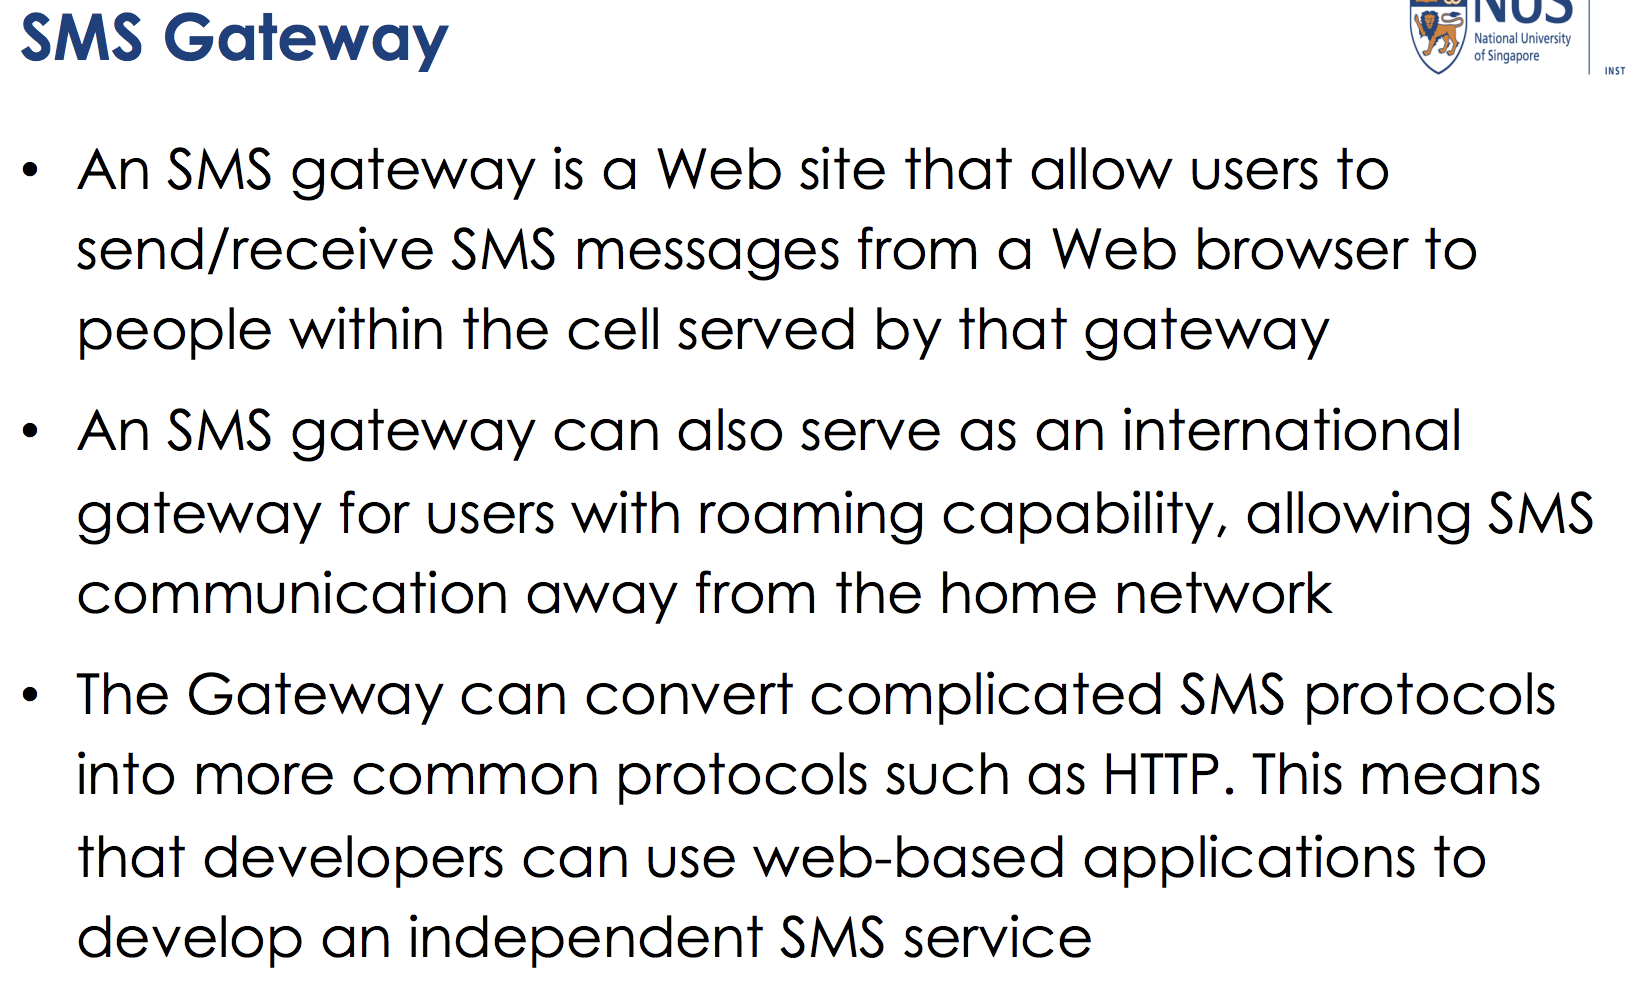 SMS Gateway
NUS
National University
of Singapore
INST
• An SMS gateway is a Web site that allow users to
send/receive SMS messages from a Web browser to
people within the cell served by that gateway
• An SMS gateway can also serve as an international
gateway for users with roaming capability, allowing SMS
communication away from the home network
• The Gateway can convert complicated SMS protocols
into more common protocols such as HTTP. This means
that developers can use web-based applications to
develop an independent SMS service